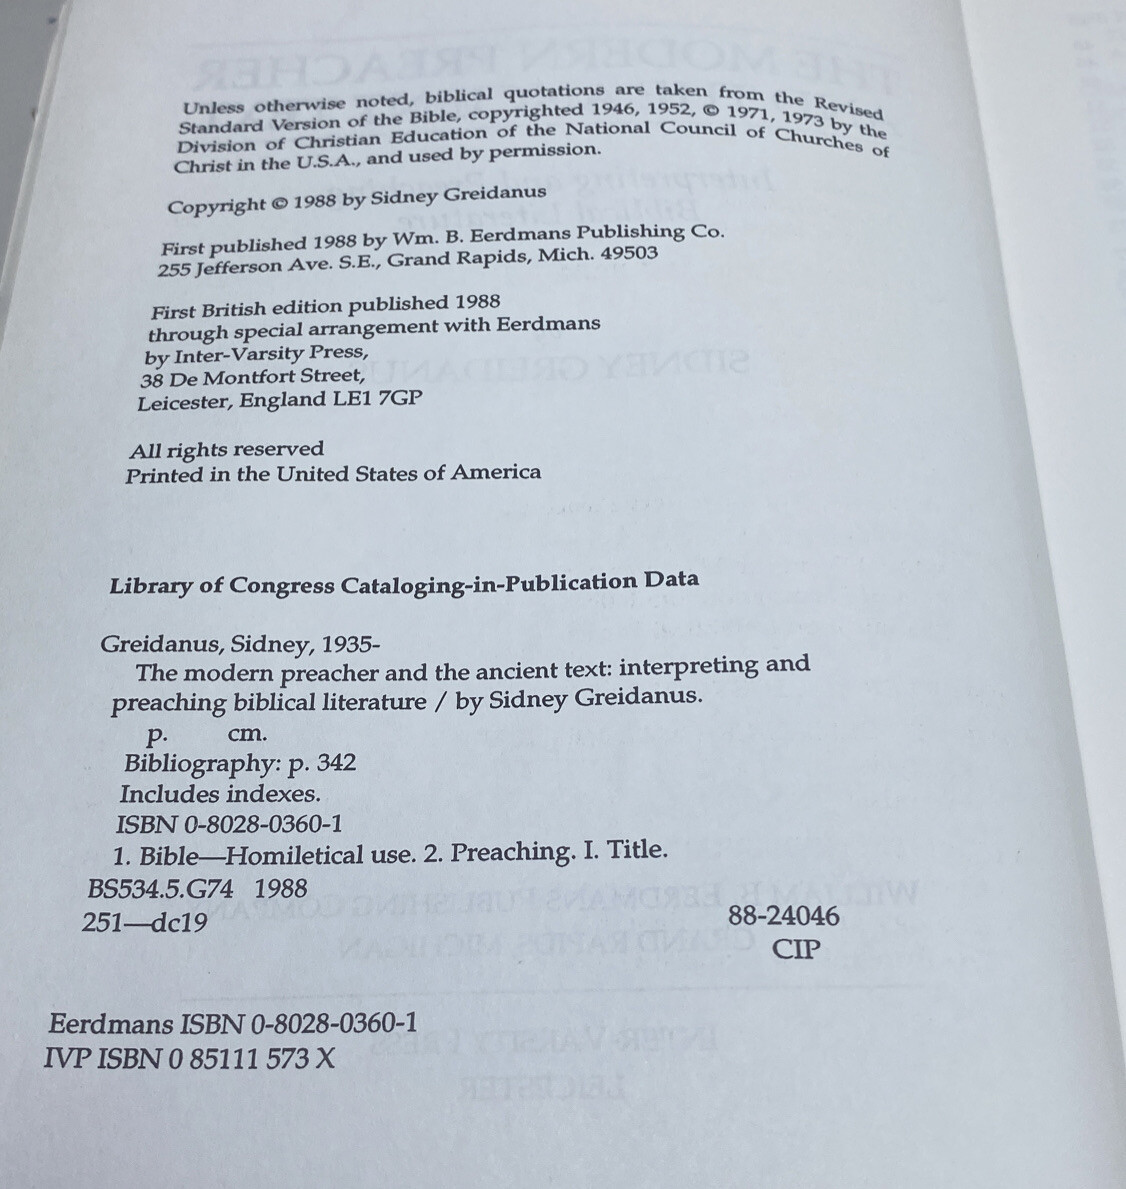 Unless otherwise noted, biblical quotations are taken from the Revised
Standard Version of the Bible, copyrighted 1946, 1952, © 1971, 1973 by the
Division of Christian Education of the National Council of Churches of
Christ in the U.S.A., and used by permission.
Copyright © 1988 by Sidney Greidanus
First published 1988 by Wm. B. Eerdmans Publishing Co.
255 Jefferson Ave. S.E., Grand Rapids, Mich. 49503
First British edition published 1988
through special arrangement with Eerdmans
by Inter-Varsity Press,
38 De Montfort Street,
Leicester, England LE1 7GP
All rights reserved
Printed in the United States of America
Library of Congress Cataloging-in-Publication Data
Greidanus, Sidney, 1935-
The modern preacher and the ancient text: interpreting and
preaching biblical literature / by Sidney Greidanus.
p. cm.
Bibliography: p. 342
Includes indexes.
ISBN 0-8028-0360-1
1. Bible—Homiletical use. 2. Preaching. I. Title.
BS534.5.G74 1988
251—dc19
88-24046
CIP
Eerdmans ISBN 0-8028-0360-1
IVP ISBN 0 85111 573 X